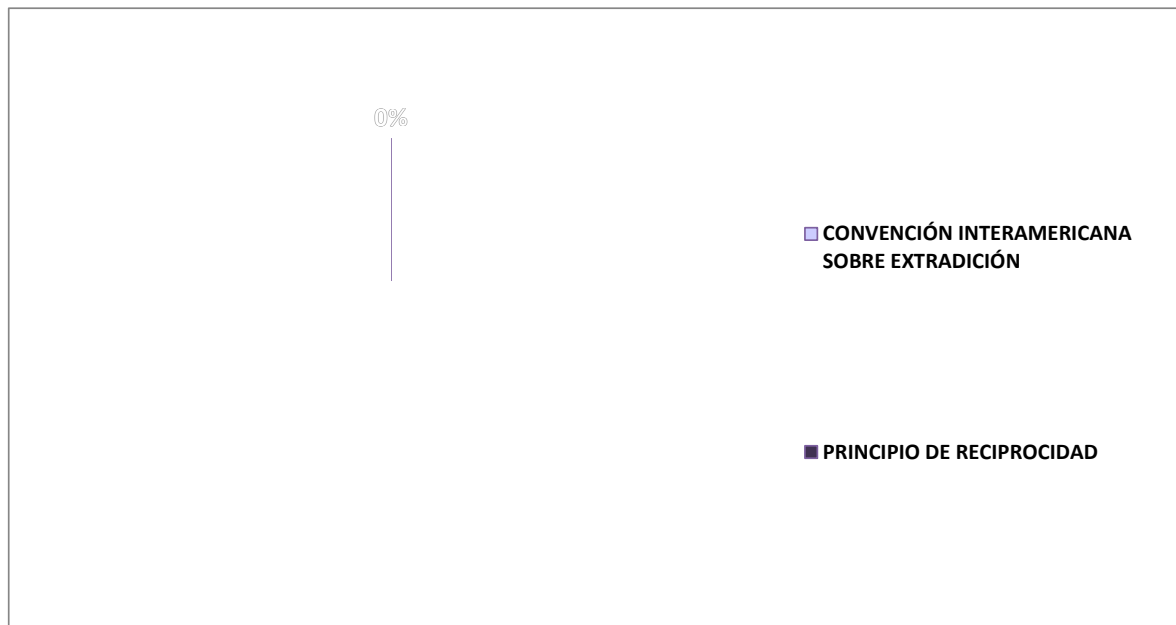 0%
CONVENCIÓN INTERAMERICANA
SOBRE EXTRADICIÓN
PRINCIPIO DE RECIPROCIDAD